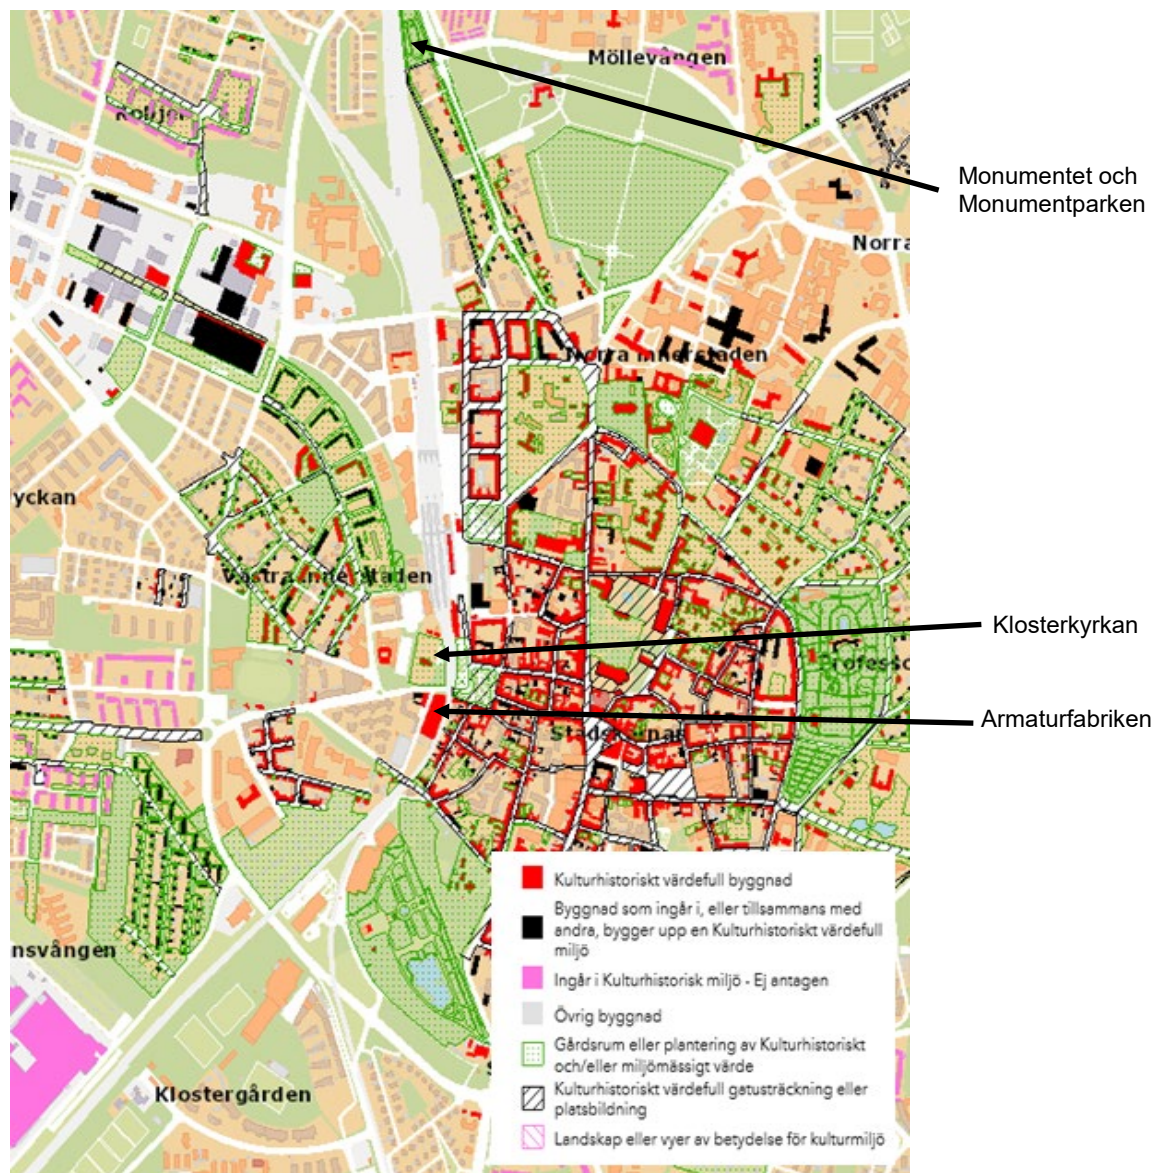 Möllevången
Monumentet och
Monumentparken
Norra
Norra Innerstaden
yckan
Västra Innerstaden
Klosterkyrkan
Professo
Armaturfabriken
Kulturhistoriskt värdefull byggnad
Byggnad som ingår i, eller tillsammans med
andra, bygger upp en Kulturhistoriskt värdefull
miljö
nsvången
Ingår i Kulturhistorisk miljö - Ej antagen
Övrig byggnad
Gårdsrum eller plantering av Kulturhistoriskt
och/eller miljömässigt värde
Klostergården
Kulturhistoriskt värdefull gatusträckning eller
platsbildning
Landskap eller vyer av betydelse för kulturmiljö